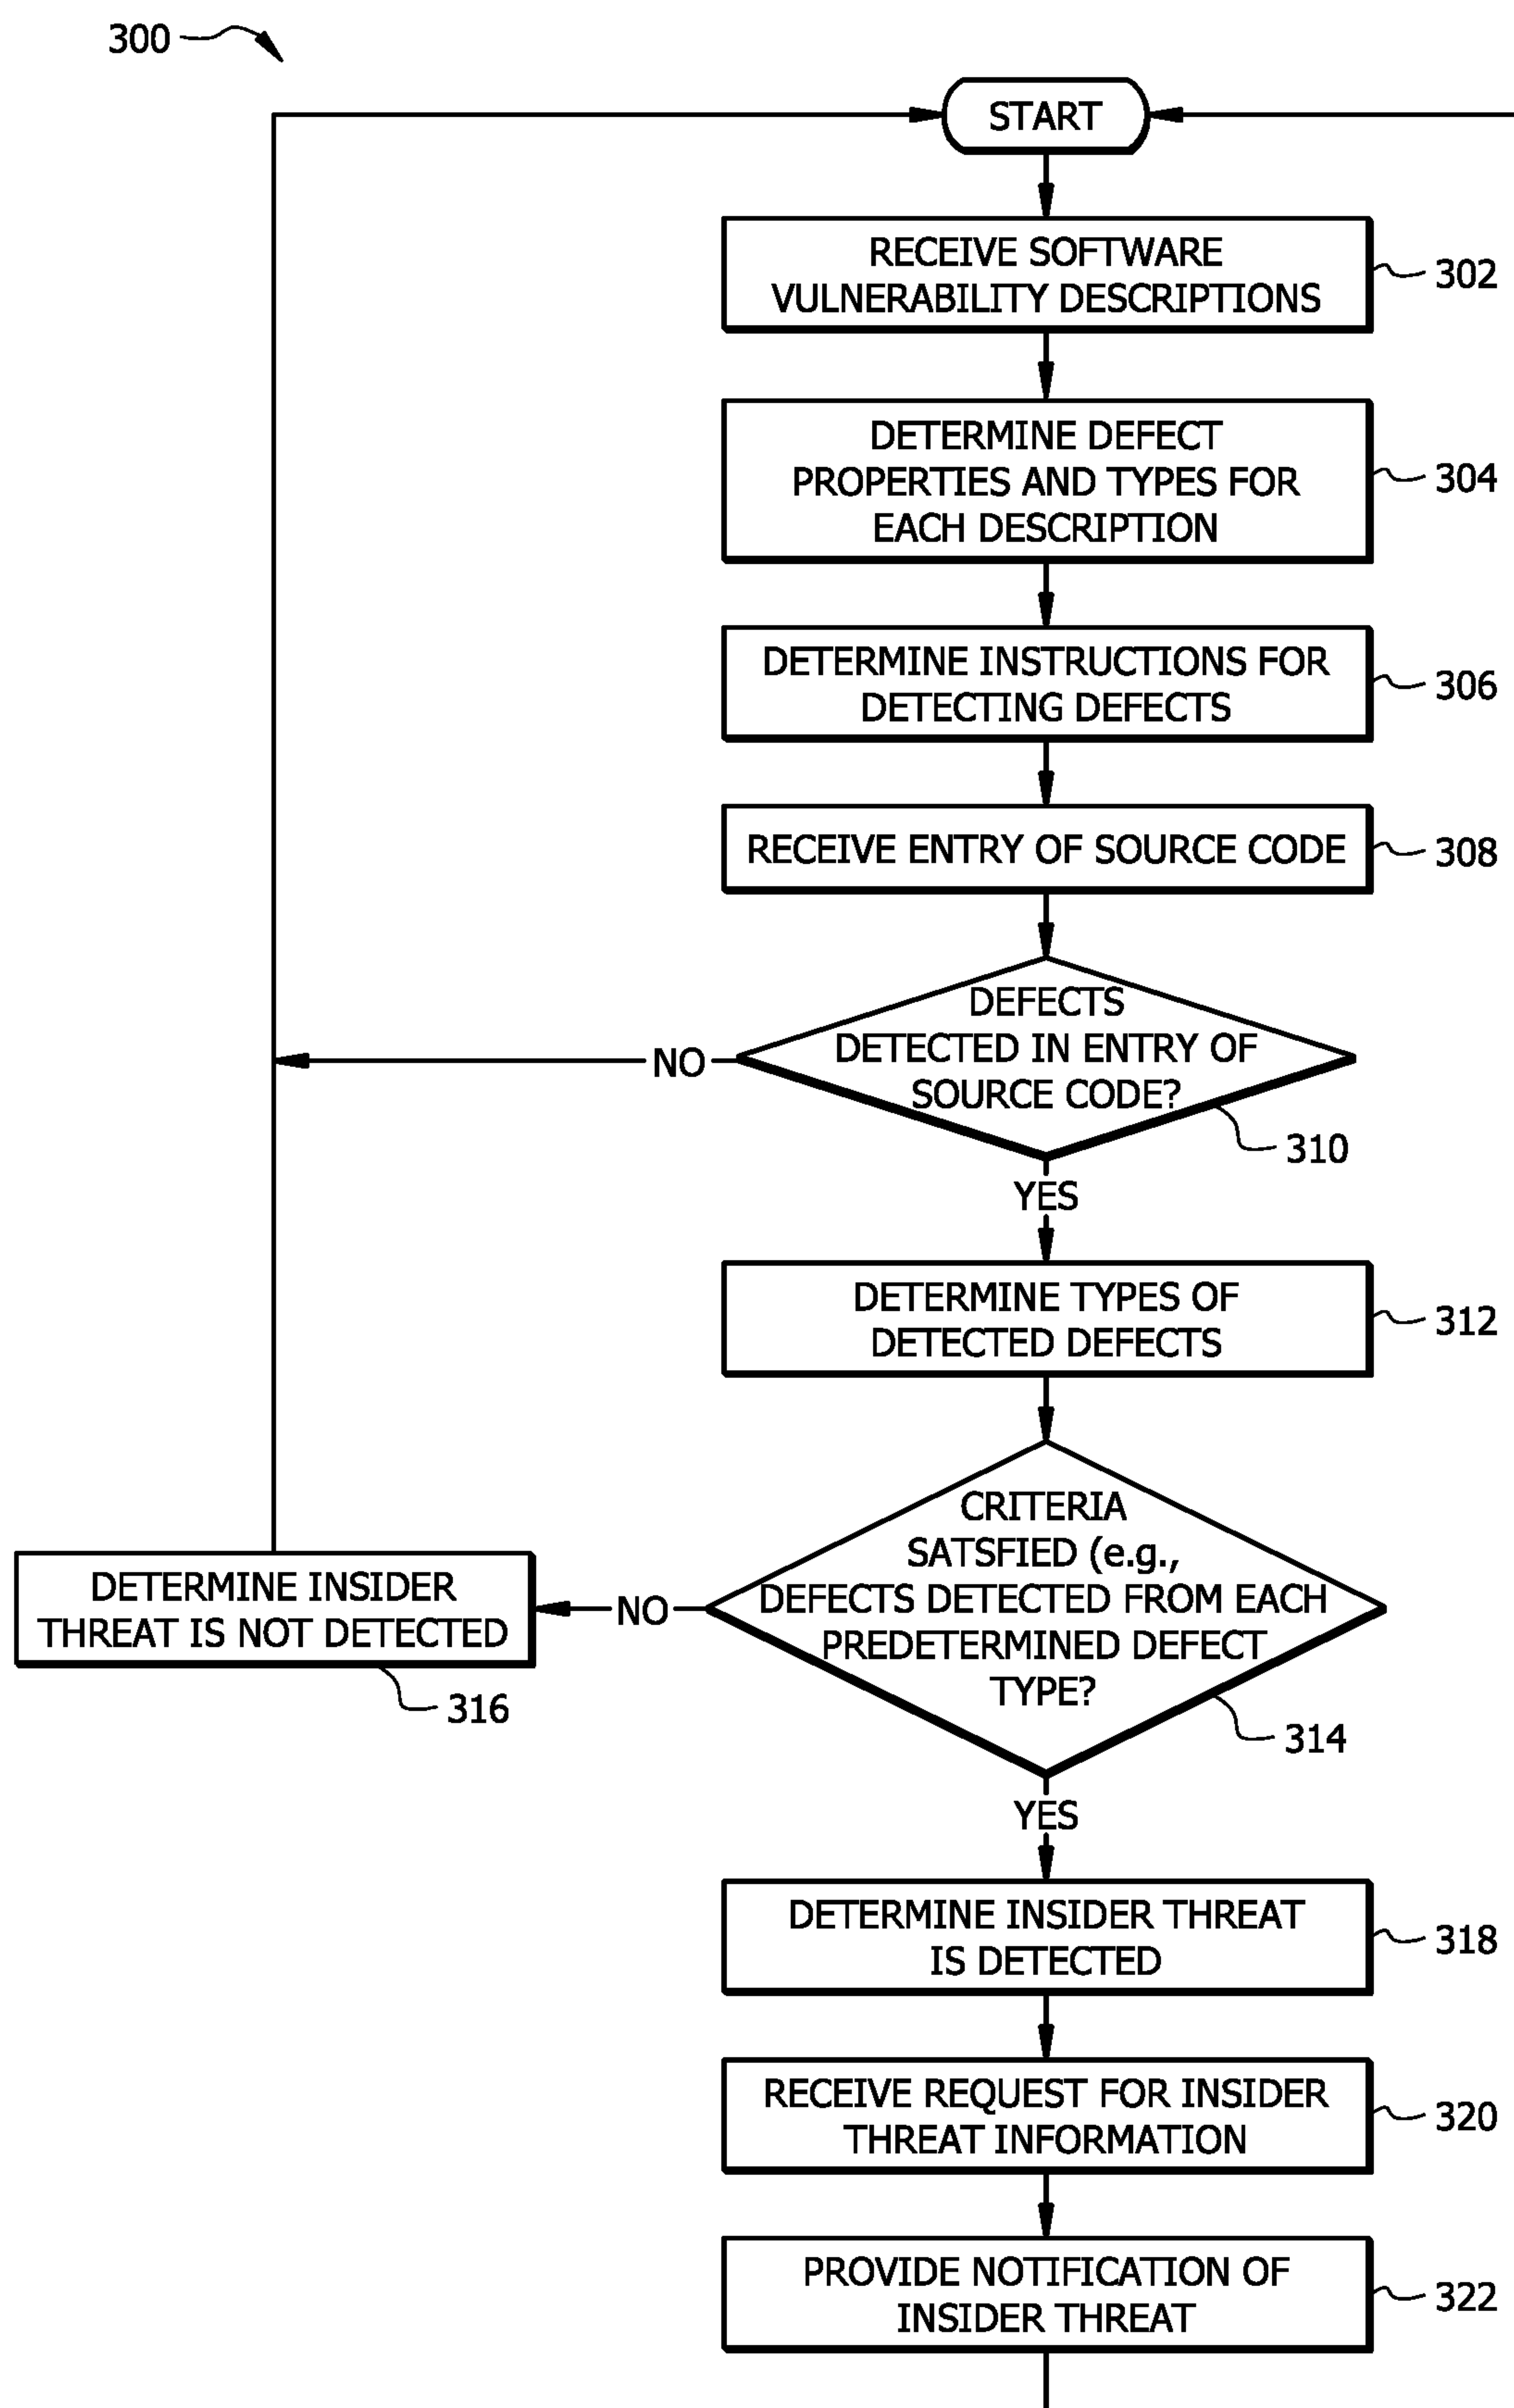 300
START
RECEIVE SOFTWARE
VULNERABILITY DESCRIPTIONS
302
DETERMINE DEFECT
PROPERTIES AND TYPES FOR
EACH DESCRIPTION
304
DETERMINE INSTRUCTIONS FOR
DETECTING DEFECTS
306
RECEIVE ENTRY OF SOURCE CODE
308
DEFECTS
DETECTED IN ENTRY OF
SOURCE CODE?
310
NO
YES
DETERMINE TYPES OF
DETECTED DEFECTS
312
CRITERIA
SATSFIED (e.g.,
DEFECTS DETECTED FROM EACH
PREDETERMINED DEFECT
TYPE?
314
NO
DETERMINE INSIDER
THREAT IS NOT DETECTED
316
YES
DETERMINE INSIDER THREAT
IS DETECTED
318
RECEIVE REQUEST FOR INSIDER
THREAT INFORMATION
320
PROVIDE NOTIFICATION OF
INSIDER THREAT
322